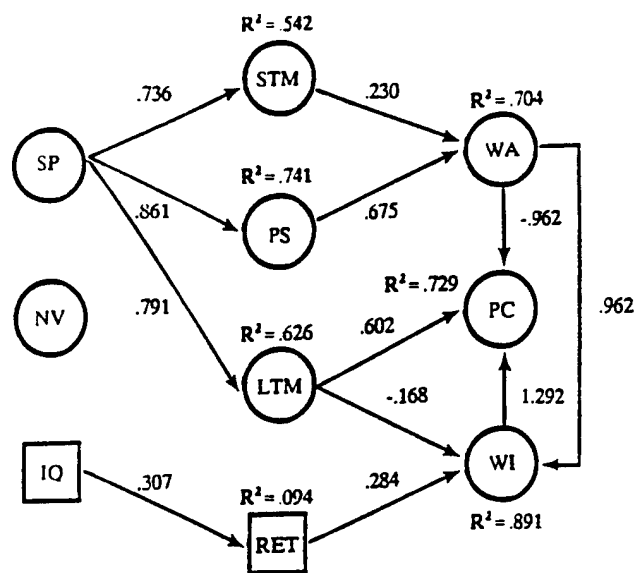 R² = .542
STM
.736
.230
R² = .704
SP
WA
R² = .741
.861
PS
.675
-.962
R² = .729
NV
.791
PC
.962
R² = .626
.602
LTM
-.168
1.292
IQ
.307
R² = .094
.284
WI
RET
R² = .891